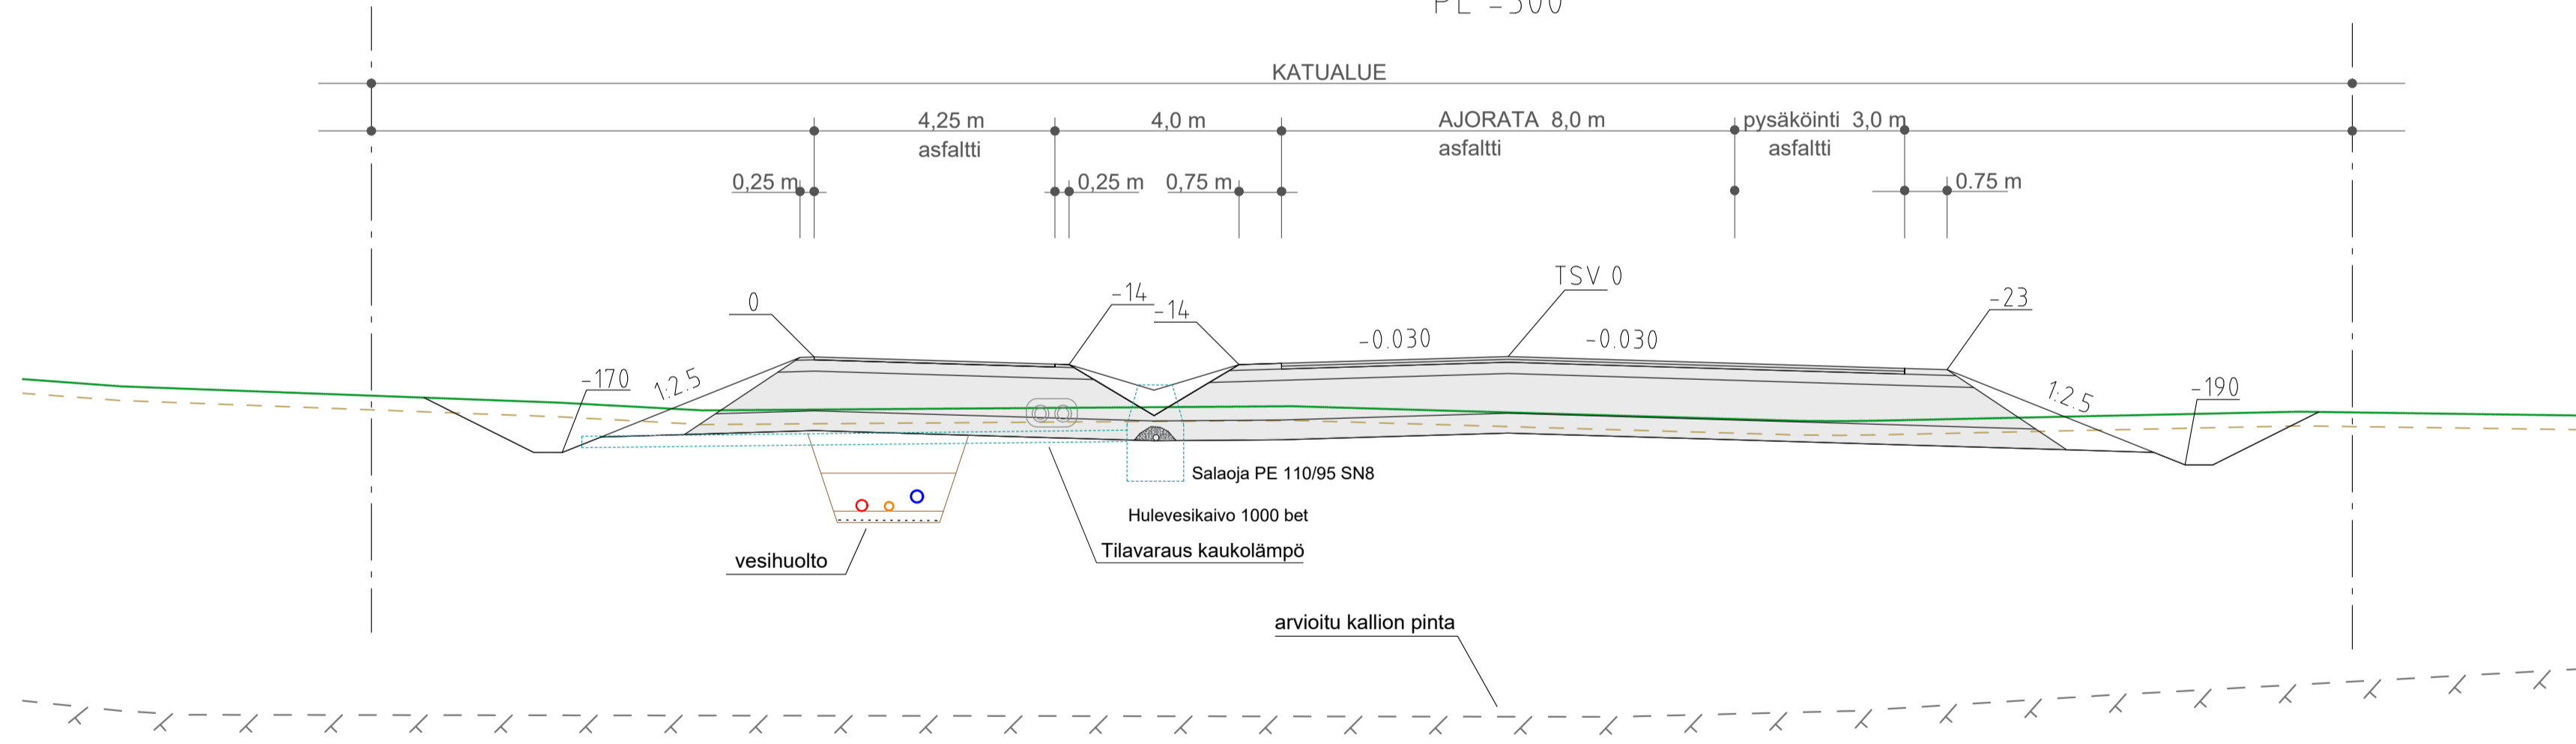 PL -500
KATUALUE
4,25 m
asfaltti
4,0 m
AJORATA 8,0 m
asfaltti
pysäköinti 3,0 m
asfaltti
0,25 m
0,25 m
0,75 m
0.75 m
0
-14
-14
TSV 0
-23
-0.030
-0.030
-170
1:2.5
1:2.5
-190
Salaoja PE 110/95 SN8
Hulevesikaivo 1000 bet
Tilavaraus kaukolämpö
vesihuolto
arvioitu kallion pinta